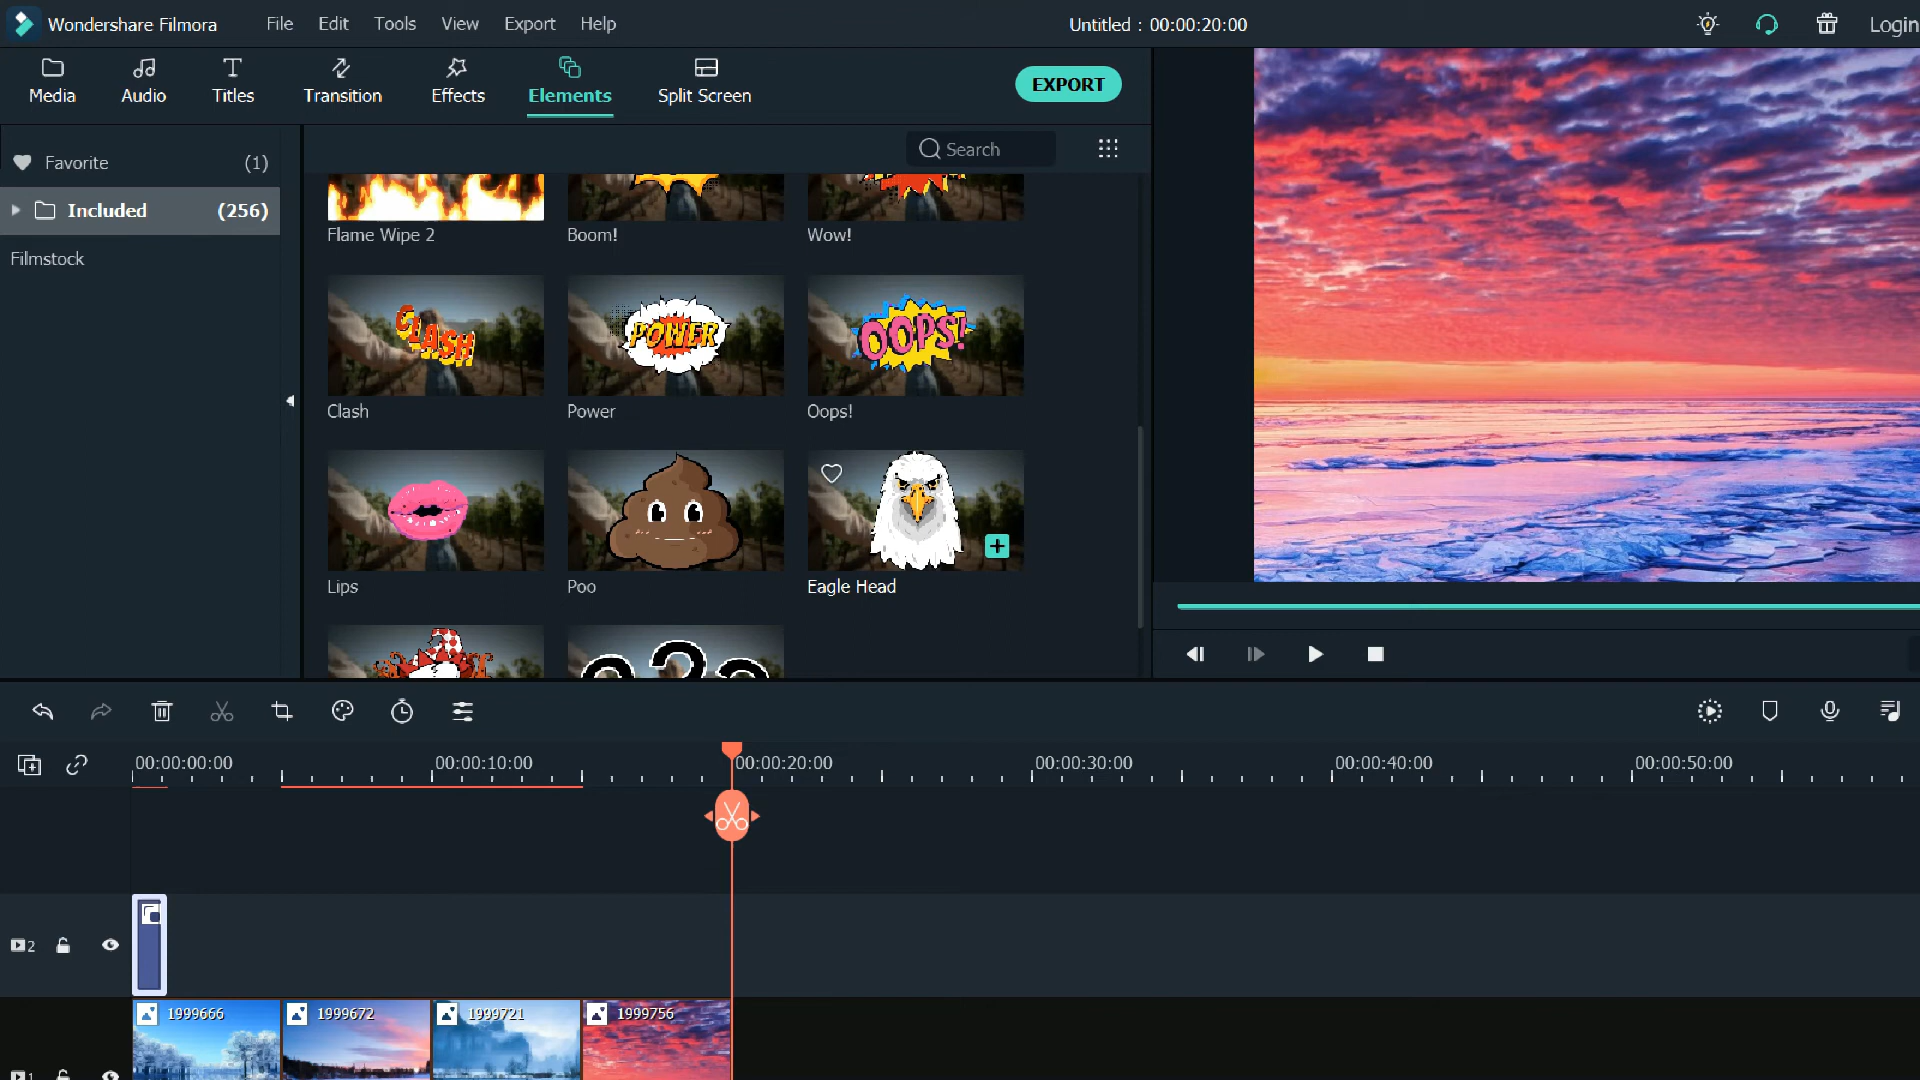 Wondershare Filmora File Edit Tools View Export Help Untitled : 00:00:20:00 Login
Media Audio Titles Transition Effects Elements Split Screen EXPORT
Favorite (1) Search
Included (256)
Filmstock
Flame Wipe 2 Boom! Wow!
CLASH POWER OOPS!
Clash Power Oops!
Lips Poo Eagle Head
00:00:00:00 00:00:10:00 00:00:20:00 00:00:30:00 00:00:40:00 00:00:50:00
2
1999666 1999672 1999721 1999756
1